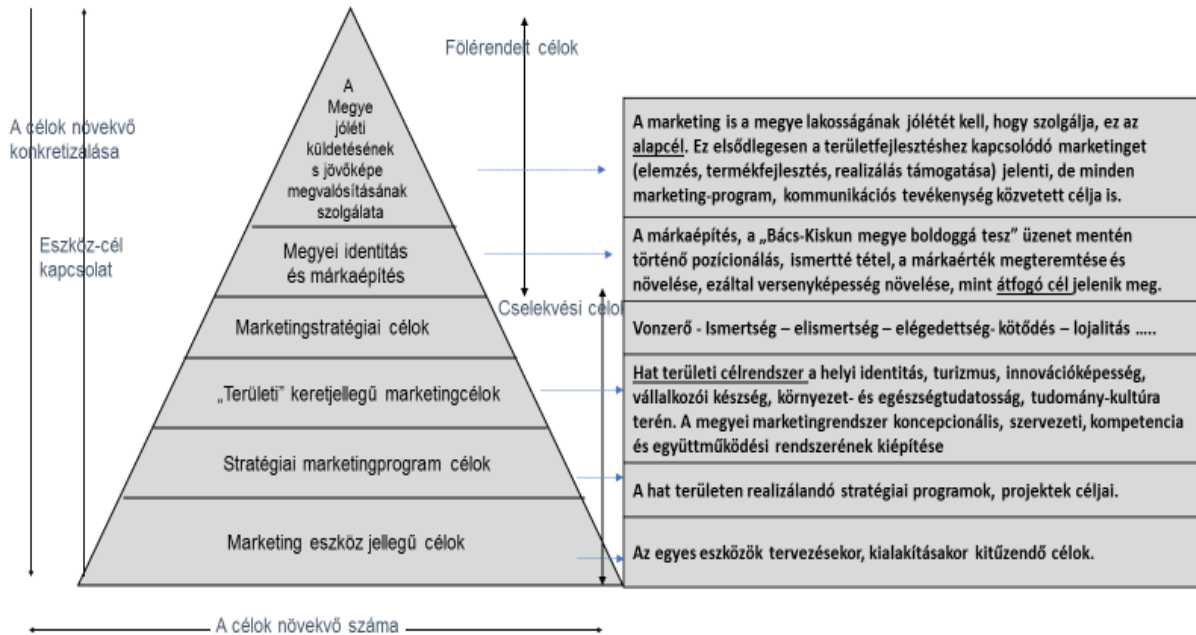 Fölérendelt célok
A célok növekvő
konkretizálása
Eszköz-cél
kapcsolat
A
Megye
jóléti
küldetésének
s jövőképe
megvalósításának
szolgálata
Megyei identitás
és márkaépítés
Cselekvési célok
Marketingstratégiai célok
„Területi” keretjellegű marketingcélok
Stratégiai marketingprogram célok
Marketing eszköz jellegű célok
A célok növekvő száma
A marketing is a megye lakosságának jólétét kell, hogy szolgálja, ez az
alapcél. Ez elsődlegesen a területfejlesztéshez kapcsolódó marketinget
(elemzés, termékfejlesztés, realizálás támogatása) jelenti, de minden
marketing-program, kommunikációs tevékenység közvetett célja is.
A márkaépítés, a „Bács-Kiskun megye boldoggá tesz” üzenet mentén
történő pozícionálás, ismertté tétel, a márkaérték megteremtése és
növelése, ezáltal versenyképesség növelése, mint átfogó cél jelenik meg.
Vonzerő - Ismertség – elismertség – elégedettség- kötődés – lojalitás .....
Hat területi célrendszer a helyi identitás, turizmus, innovációképesség,
vállalkozói készség, környezet- és egészségtudatosság, tudomány-kultúra
terén. A megyei marketingrendszer koncepcionális, szervezeti, kompetencia
és együttműködési rendszerének kiépítése
A hat területen realizálandó stratégiai programok, projektek céljai.
Az egyes eszközök tervezésekor, kialakításakor kitűzendő célok.